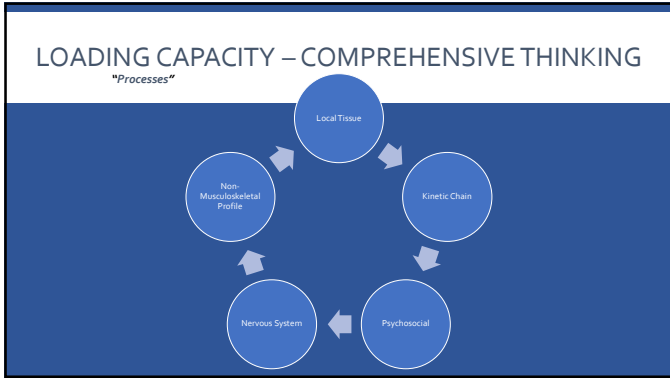 LOADING CAPACITY – COMPREHENSIVE THINKING
"Processes"
Local Tissue
Kinetic Chain
Psychosocial
Nervous System
Non-
Musculoskeletal
Profile